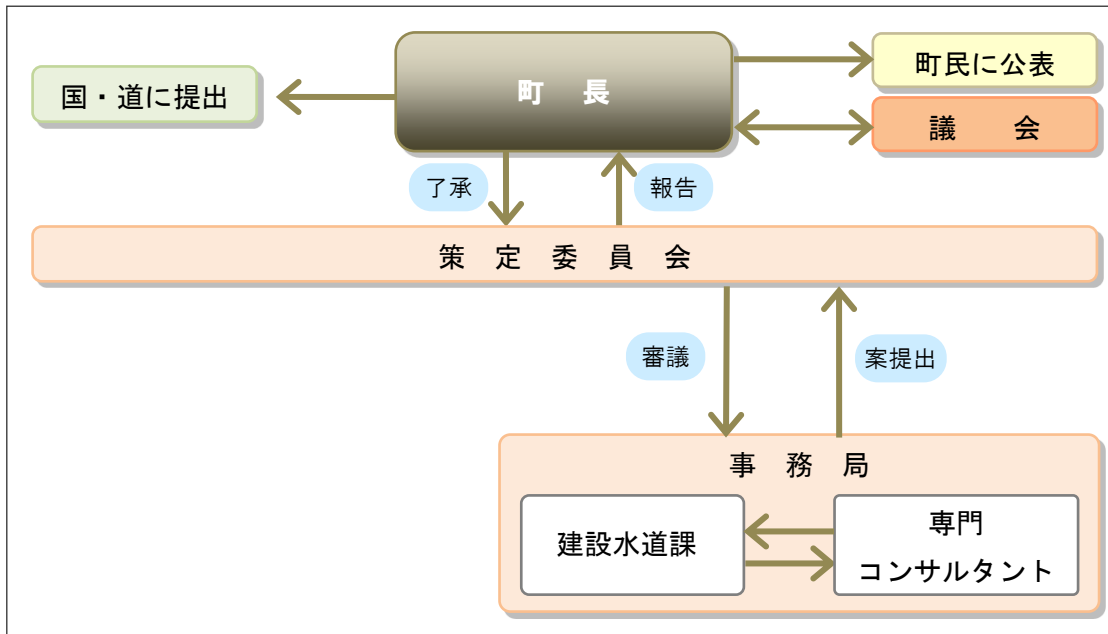 町民に公表
町　長
国・道に提出
議　　会
了承
報告
策　定　委　員　会
審議
案提出
事　務　局
建設水道課
専門
コンサルタント